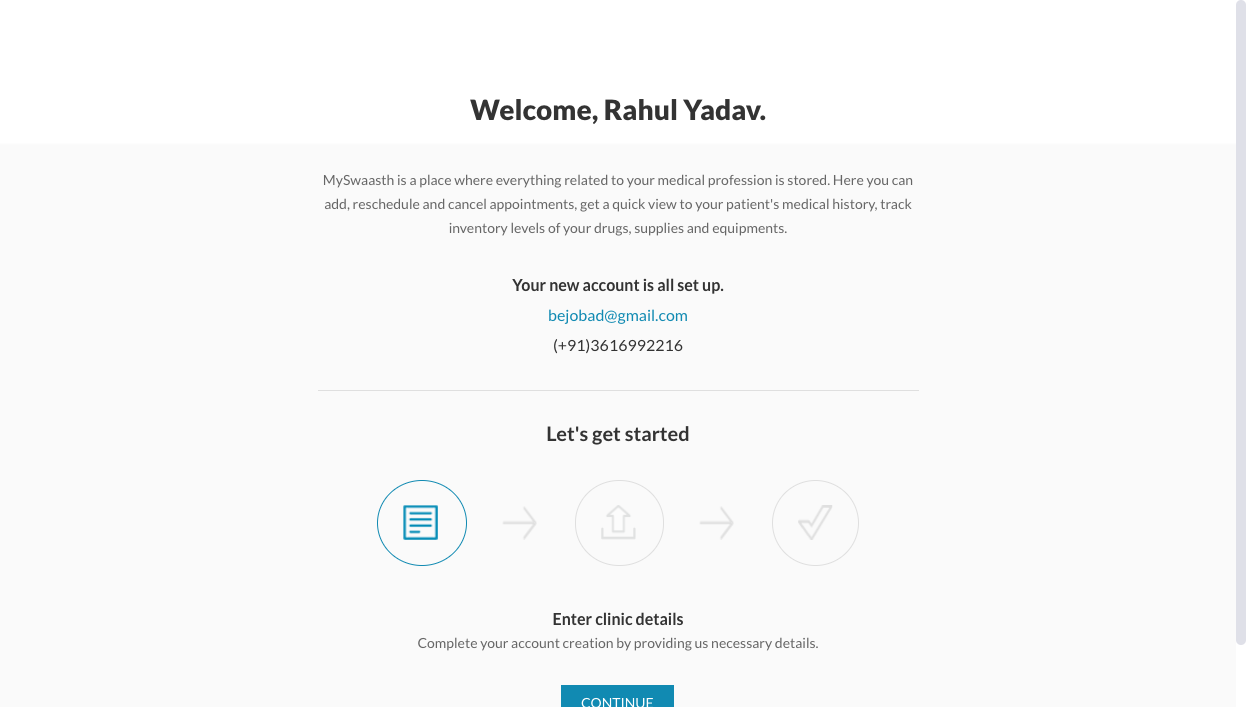 Welcome, Rahul Yadav.
MySwaasth is a place where everything related to your medical profession is stored. Here you can
add, reschedule and cancel appointments, get a quick view to your patient's medical history, track
inventory levels of your drugs, supplies and equipments.
Your new account is all set up.
bejobad@gmail.com
(+91)3616992216
Let's get started
Enter clinic details
Complete your account creation by providing us necessary details.
CONTINUE